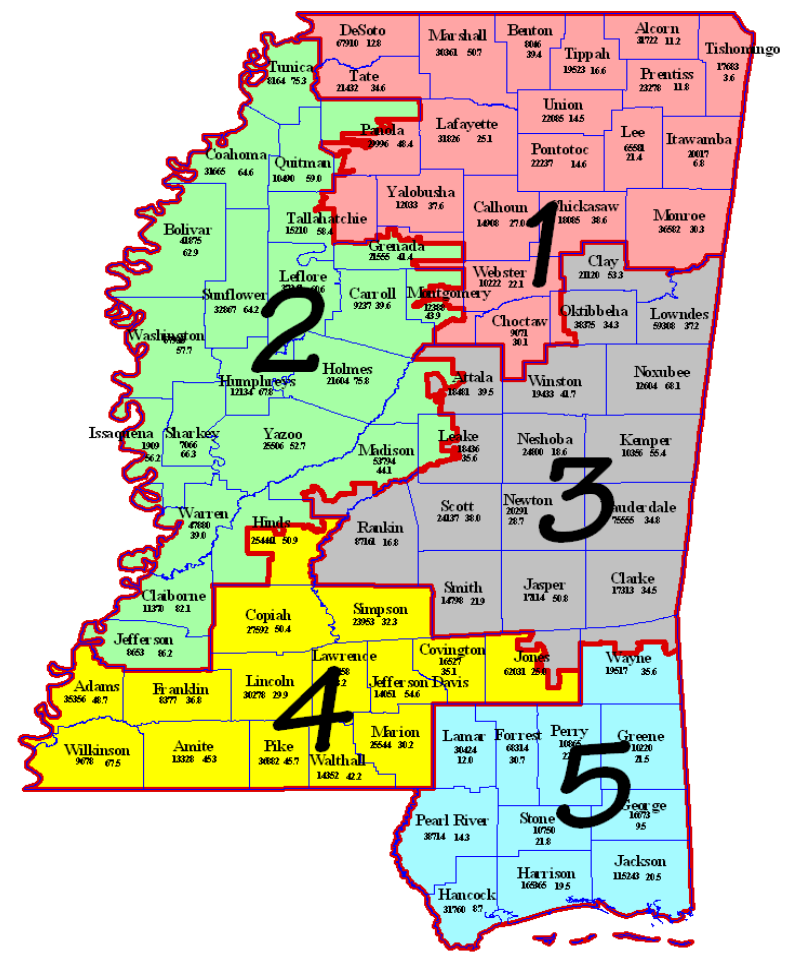 DeSoto
67910 12.8
Marshall
30361 50.7
Benton
8046
39.4
Alcorn
31722 11.2
Tippah
19523 16.6
Tishomingo
17683
3.6
Tunica
8164 75.3
Tate
21432 34.6
Prentiss
23278 11.8
Union
22085 14.5
Panola
29996 48.4
Lafayette
31826 25.1
Lee
65581
21.4
Itawamba
20017
6.8
Coahoma
31665 64.6
Quitman
10490 59.0
Pontotoc
22237 14.6
Yalobusha
12033 37.6
Bolivar
41875
62.9
Tallahatchie
15210 58.4
Calhoun
14908 27.0
Chickasaw
18085 38.6
Monroe
36582 30.3
1
Grenada
21555 41.4
Clay
21120 53.3
Leflore
Webster
10222 22.1
Sunflower
32867 64.2
Carroll
9237 39.6
Montgomery
12388
43.9
Choctaw
9071
30.1
Oktibbeha
38375 34.3
Lowndes
59308 37.2
2
Washington
57.7
Holmes
21604 75.8
Attala
18481 39.5
Winston
19433 41.7
Noxubee
12604 68.1
Humphreys
12134 67.8
Issaquena
1909
56.2
Sharkey
7066
66.3
Yazoo
25506 52.7
Madison
53794
44.1
Leake
18436
35.6
Neshoba
24800 18.6
Kemper
10356 55.4
3
Warren
47880
39.0
Hinds
254441 50.9
Rankin
87161 16.8
Scott
24137 38.0
Newton
20291
28.7
Lauderdale
75555 34.8
Claiborne
11370 82.1
Smith
14798 21.9
Jasper
17114 50.8
Clarke
17313 34.5
Copiah
27592 50.4
Simpson
23953 32.3
Jefferson
8653 86.2
Lawrence
Covington
16527
35.1
Jones
62031
Wayne
19517 35.6
Adams
35356 48.7
Franklin
8377 36.8
Lincoln
30278 29.9
Jefferson Davis
14051 54.6
4
Wilkinson
9678 67.5
Amite
13328 45.3
Pike
36882 45.7
Walthall
14352 42.2
Marion
25544 30.2
Lamar
30424
12.0
Forrest
68314
30.7
Perry
10865
Greene
10220
21.5
5
Pearl River
38714 14.3
Stone
10750
21.8
George
16673
9.5
Harrison
165365 19.5
Jackson
115243 20.5
Hancock
31760 8.7